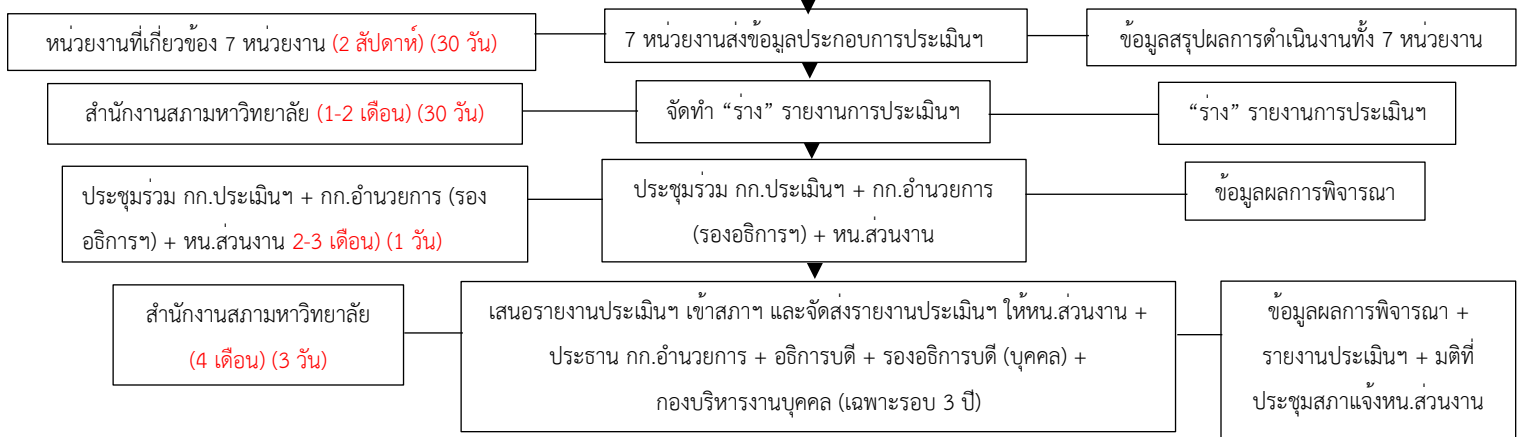 หน่วยงานที่เกี่ยวข้อง 7 หน่วยงาน (2 สัปดาห์) (30 วัน)
7 หน่วยงานส่งข้อมูลประกอบการประเมินฯ
ข้อมูลสรุปผลการดำเนินงานทั้ง 7 หน่วยงาน
สำนักงานสภามหาวิทยาลัย (1-2 เดือน) (30 วัน)
จัดทำ “ร่าง” รายงานการประเมินฯ
“ร่าง” รายงานการประเมินฯ
ประชุมร่วม กก.ประเมินฯ + กก.อำนวยการ (รอง
อธิการฯ) + หน.ส่วนงาน 2-3 เดือน) (1 วัน)
ประชุมร่วม กก.ประเมินฯ + กก.อำนวยการ
(รองอธิการฯ) + หน.ส่วนงาน
ข้อมูลผลการพิจารณา
สำนักงานสภามหาวิทยาลัย
(4 เดือน) (3 วัน)
เสนอรายงานประเมินฯ เข้าสภาฯ และจัดส่งรายงานประเมินฯ ให้หน.ส่วนงาน +
ประธาน กก.อำนวยการ + อธิการบดี + รองอธิการบดี (บุคคล) +
กองบริหารงานบุคคล (เฉพาะรอบ 3 ปี)
ข้อมูลผลการพิจารณา +
รายงานประเมินฯ + มติที่
ประชุมสภาแจ้งหน.ส่วนงาน